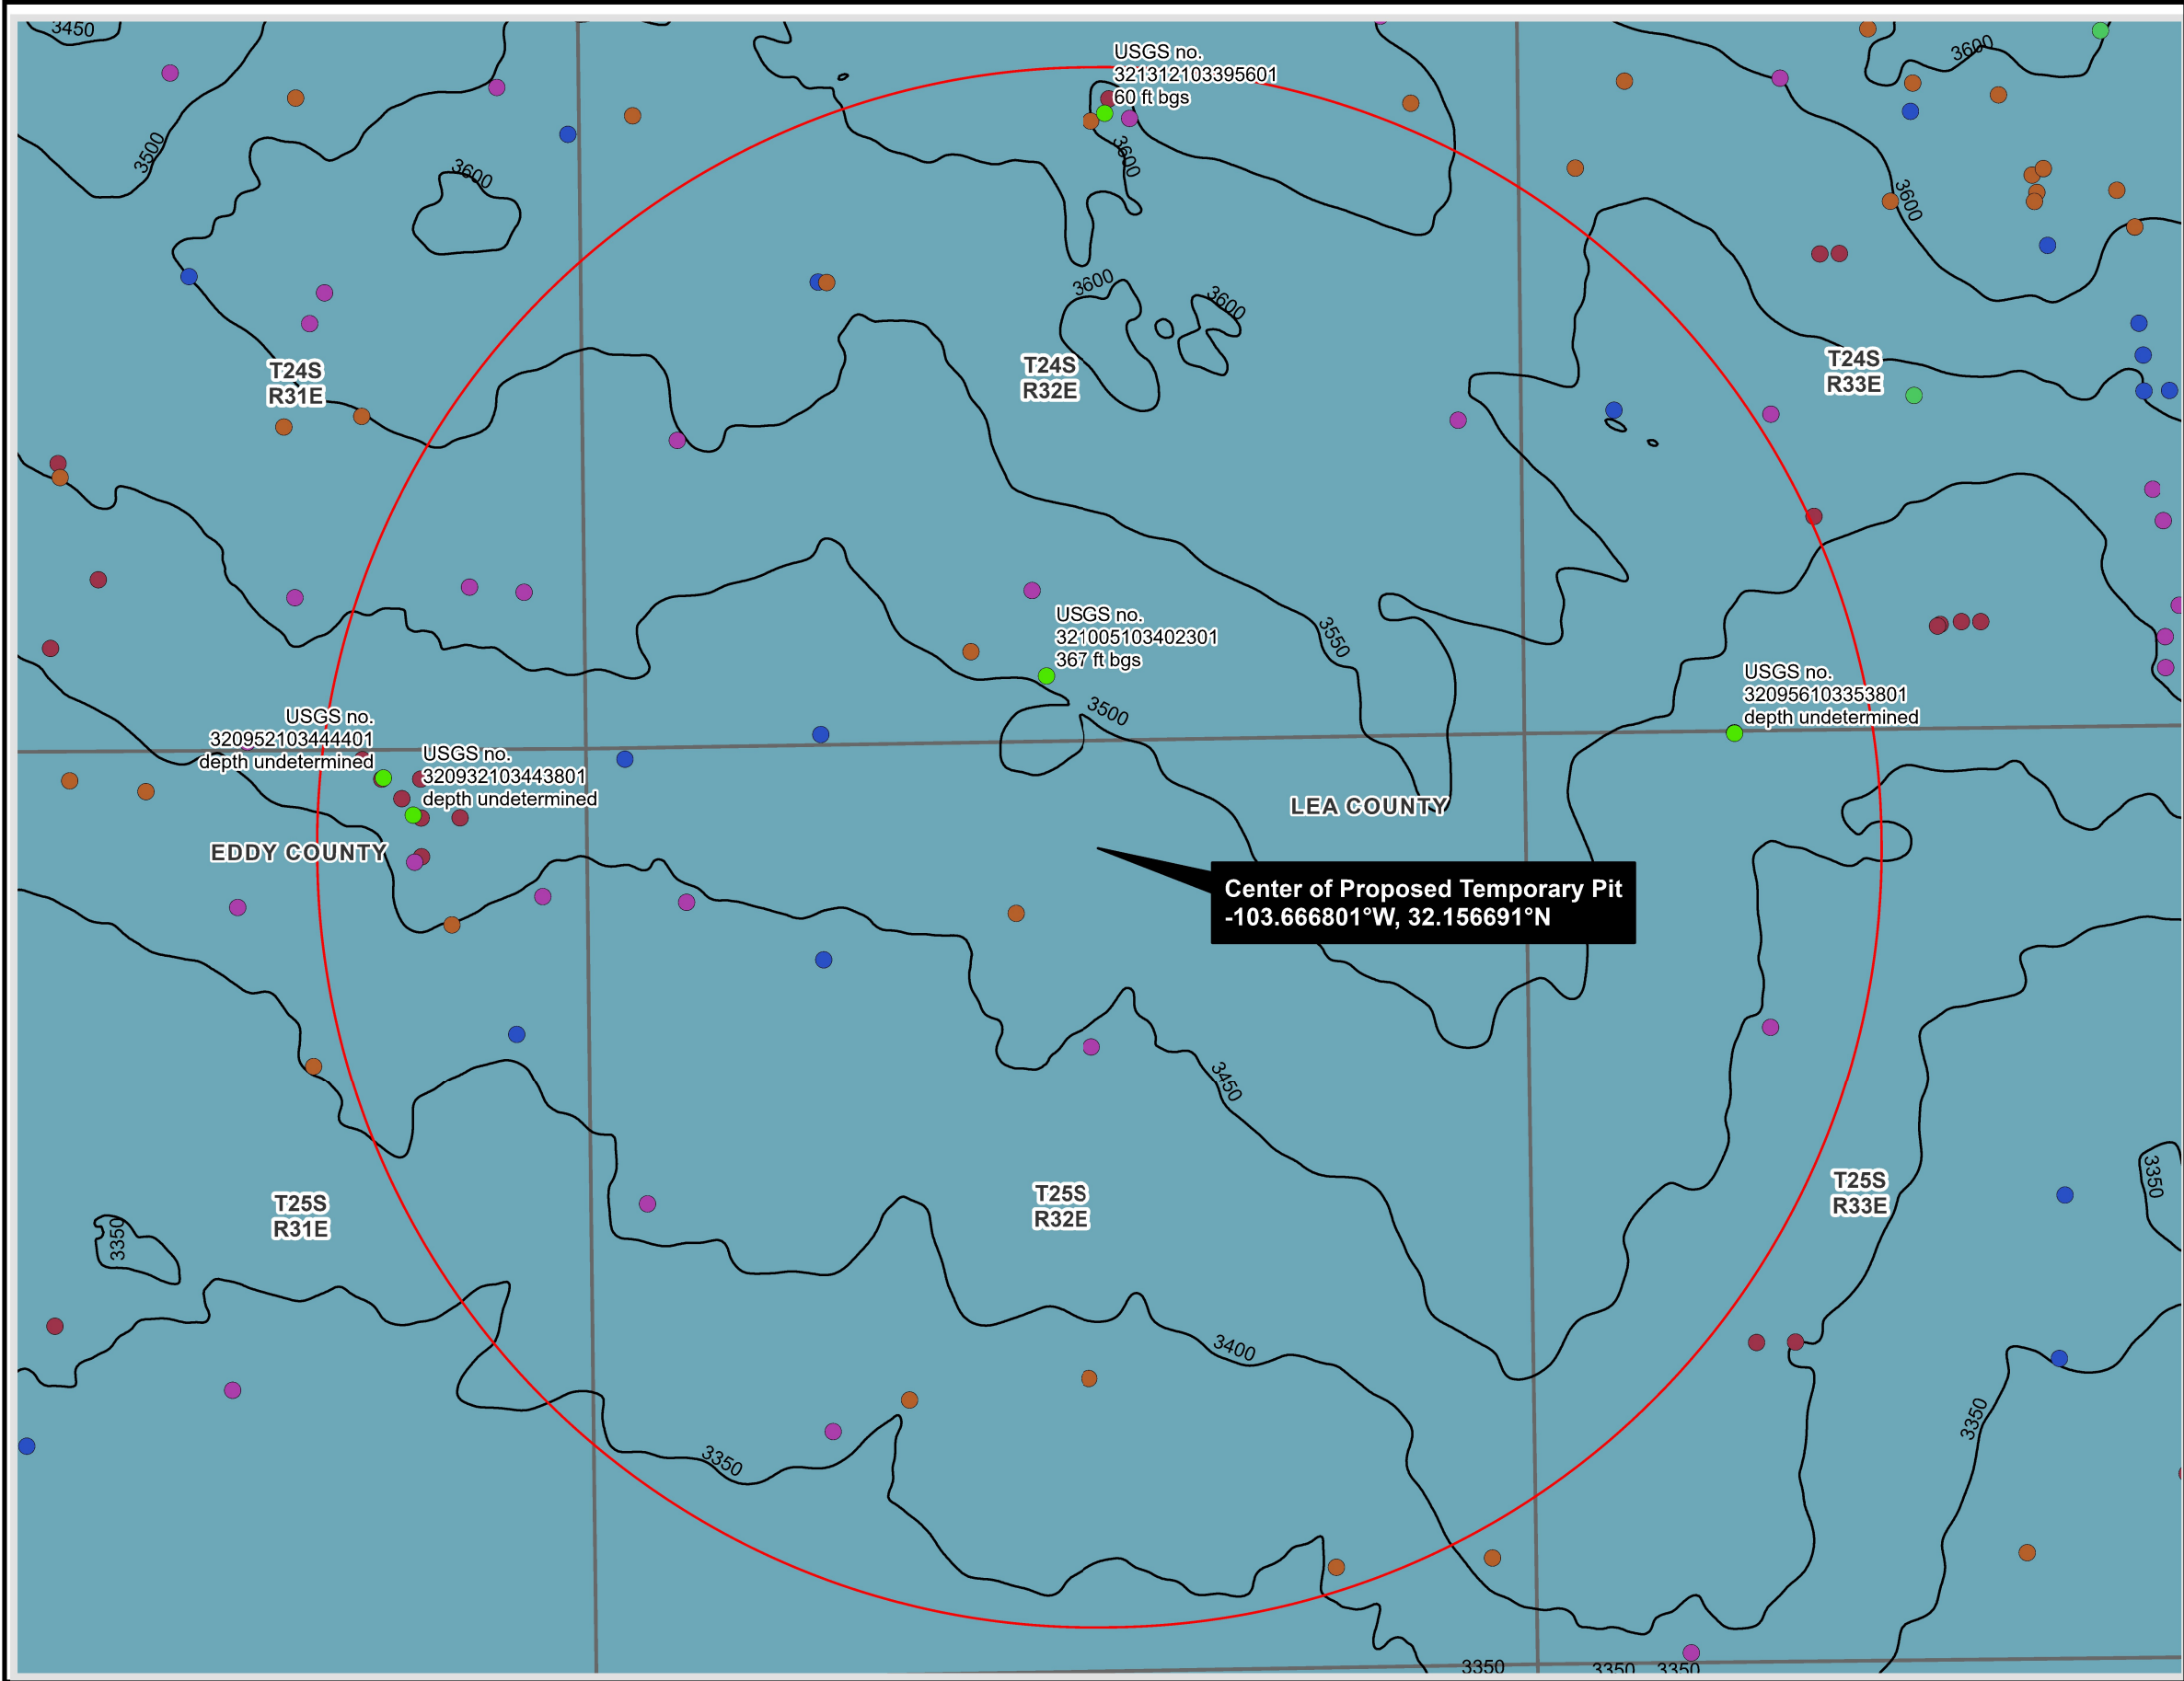 3450
USGS no.
321312103395601
60 ft bgs
3600
3500
3600
3600
3600
3600
3600
T24S
R31E
T24S
R32E
T24S
R33E
USGS no.
321005103402301
367 ft bgs
3550
USGS no.
320956103353801
depth undetermined
3500
USGS no.
320952103444401
depth undetermined
USGS no.
320932103443801
depth undetermined
LEA COUNTY
EDDY COUNTY
Center of Proposed Temporary Pit
-103.666801°W, 32.156691°N
3450
T25S
R31E
T25S
R32E
T25S
R33E
3350
3350
3400
3350
3350
3350
3350
3350